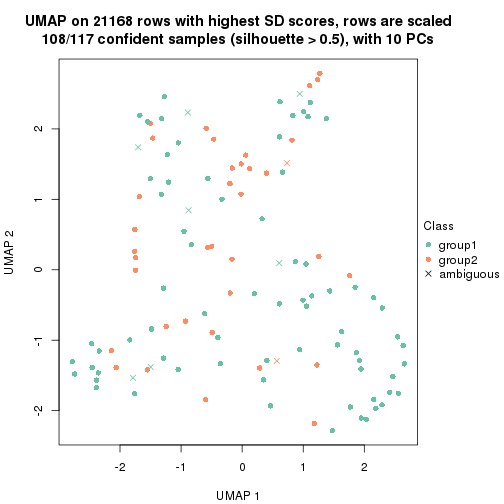 UMAP on 21168 rows with highest SD scores, rows are scaled
108/117 confident samples (silhouette > 0.5), with 10 PCs
2
1
0
-1
-2
UMAP 2
-2
-1
0
1
2
UMAP 1
Class
group1
group2
ambiguous